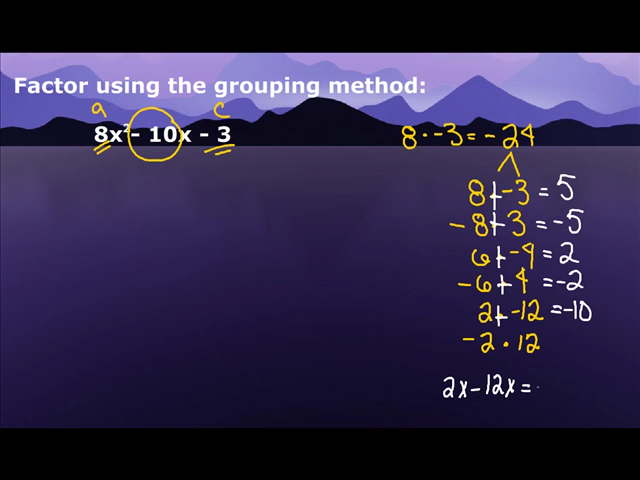 Factor using the grouping method:
a c
8x² - 10x - 3
8 · -3 = -24
8 + -3 = 5
-8 + 3 = -5
6 + -4 = 2
-6 + 4 = -2
2 + -12 = -10
-2 · 12
2x - 12x =